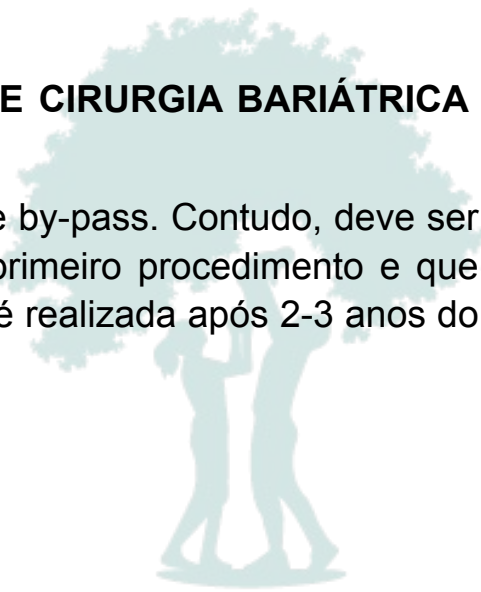 E CIRURGIA BARIÁTRICA
e by-pass. Contudo, deve ser
primeiro procedimento e que
é realizada após 2-3 anos do